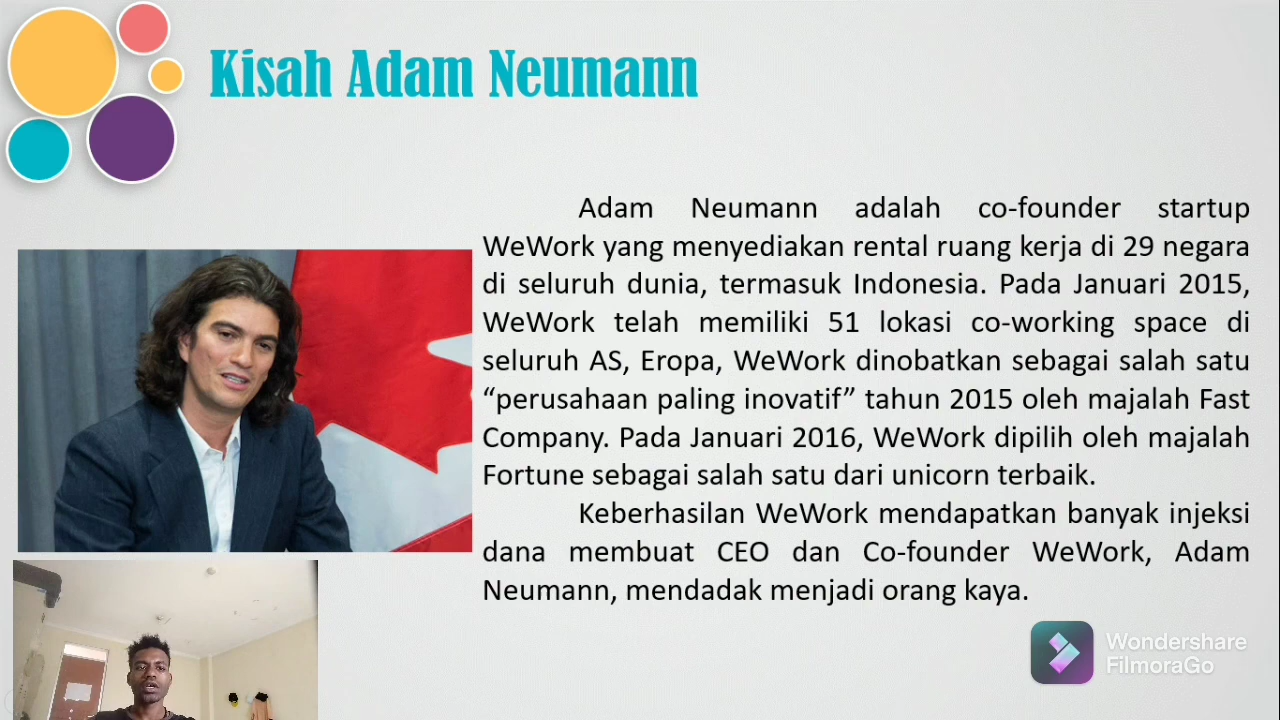 Kisah Adam Neumann
Adam Neumann adalah co-founder startup
WeWork yang menyediakan rental ruang kerja di 29 negara
di seluruh dunia, termasuk Indonesia. Pada Januari 2015,
WeWork telah memiliki 51 lokasi co-working space di
seluruh AS, Eropa, WeWork dinobatkan sebagai salah satu
“perusahaan paling inovatif” tahun 2015 oleh majalah Fast
Company. Pada Januari 2016, WeWork dipilih oleh majalah
Fortune sebagai salah satu dari unicorn terbaik.
Keberhasilan WeWork mendapatkan banyak injeksi
dana membuat CEO dan Co-founder WeWork, Adam
Neumann, mendadak menjadi orang kaya.
Wondershare
FilmoraGo